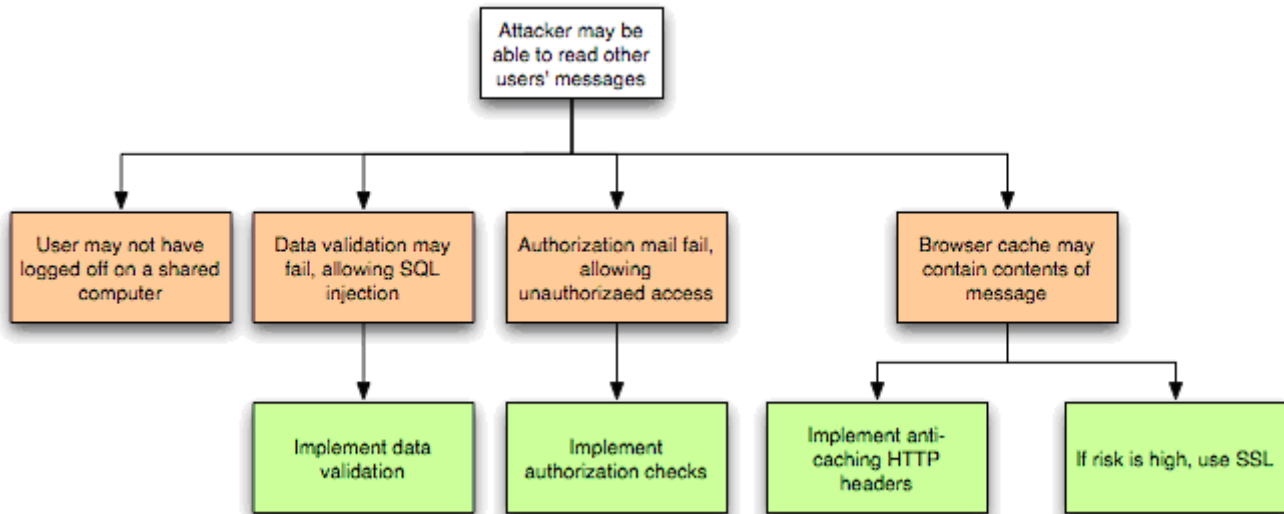 Attacker may be
able to read other
users' messages
User may not have
logged off on a shared
computer
Data validation may
fail, allowing SQL
injection
Authorization mail fail,
allowing
unauthorizaed access
Browser cache may
contain contents of
message
Implement data
validation
Implement
authorization checks
Implement anti-
caching HTTP
headers
If risk is high, use SSL